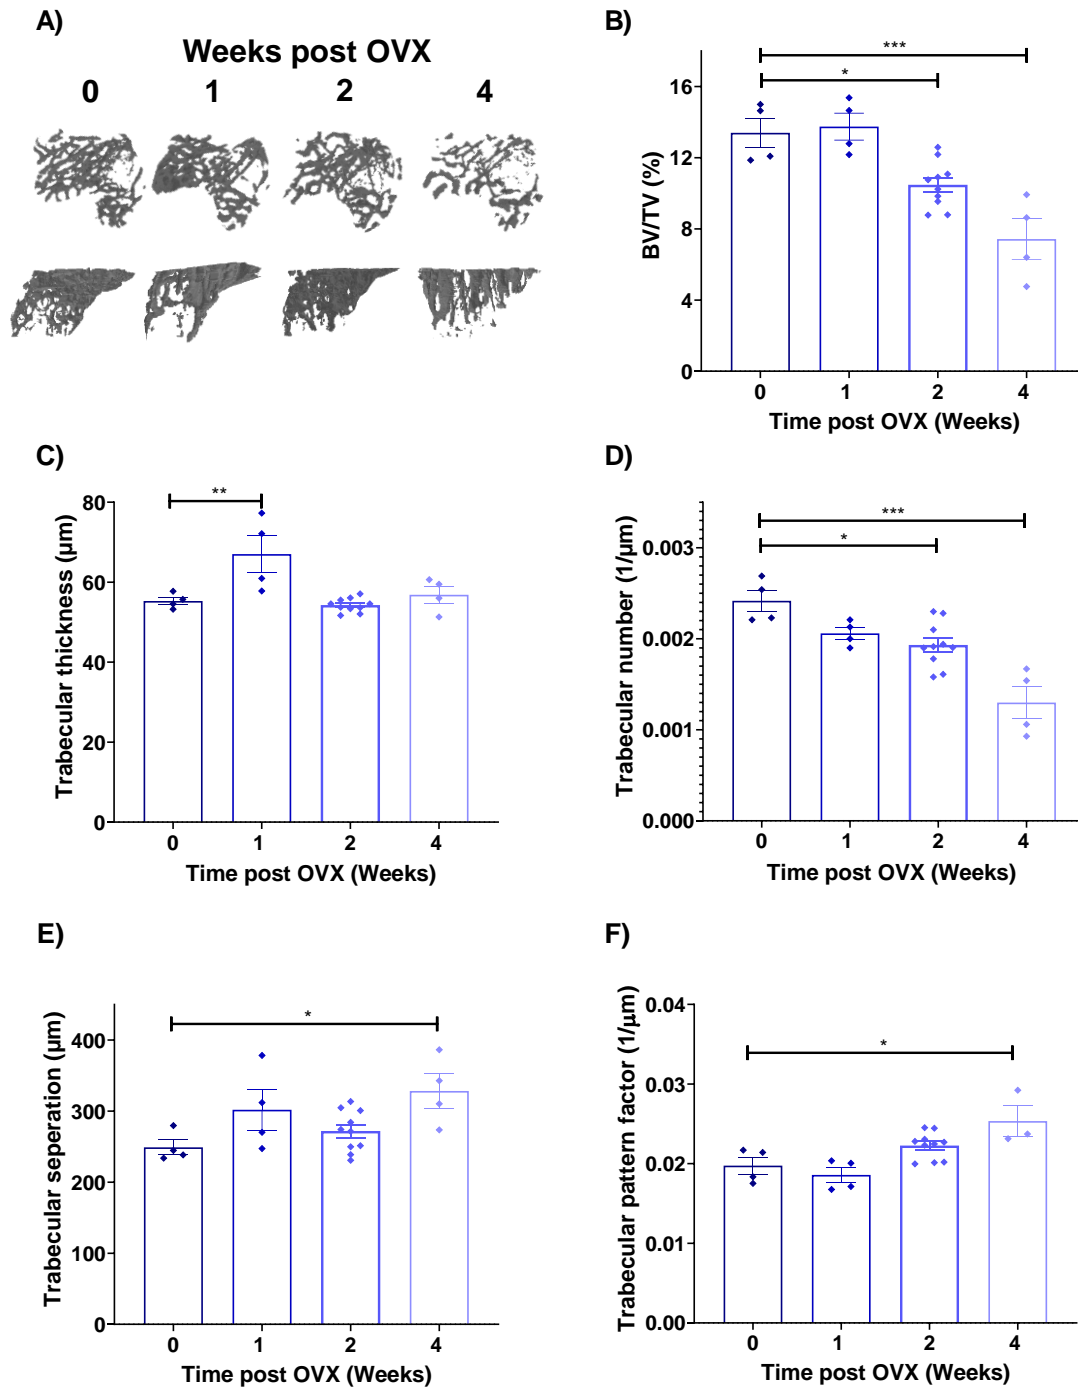 A)
Weeks post OVX
0 1 2 4
B)
***
*
16
12
8
4
0
BV/TV (%)
0 1 2 4
Time post OVX (Weeks)
C)
**
80
60
40
20
0
Trabecular thickness (µm)
0 1 2 4
Time post OVX (Weeks)
D)
***
*
0.003
0.002
0.001
0.000
Trabecular number (1/µm)
0 1 2 4
Time post OVX (Weeks)
E)
*
400
300
200
100
0
Trabecular seperation (µm)
0 1 2 4
Time post OVX (Weeks)
F)
*
0.04
0.03
0.02
0.01
0.00
Trabecular pattern factor (1/µm)
0 1 2 4
Time post OVX (Weeks)